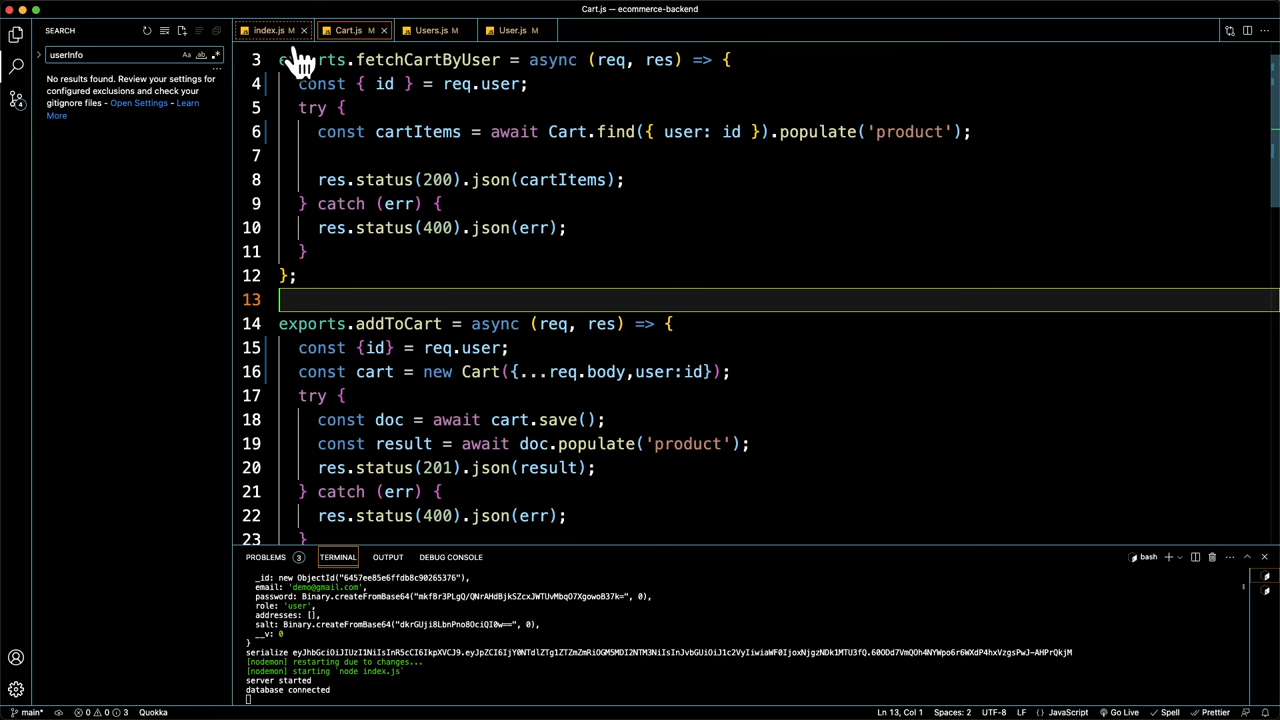 Cart.js — ecommerce-backend
SEARCH
userInfo
Aa
No results found. Review your settings for
configured exclusions and check your
gitignore files - Open Settings - Learn
More
4
index.js M
Cart.js M
Users.js M
User.js M
3 exports.fetchCartByUser = async (req, res) => {
4 const { id } = req.user;
5 try {
6 const cartItems = await Cart.find({ user: id }).populate('product');
7
8 res.status(200).json(cartItems);
9 } catch (err) {
10 res.status(400).json(err);
11 }
12 };
13
14 exports.addToCart = async (req, res) => {
15 const {id} = req.user;
16 const cart = new Cart({...req.body,user:id});
17 try {
18 const doc = await cart.save();
19 const result = await doc.populate('product');
20 res.status(201).json(result);
21 } catch (err) {
22 res.status(400).json(err);
23 }
PROBLEMS 3 TERMINAL OUTPUT DEBUG CONSOLE bash
_id: new ObjectId("6457ee85e6ffdb8c90265376"),
email: 'demo@gmail.com',
password: Binary.createFromBase64("mkfBr3PLgQ/QNrAHdBjkSZcxJWTUvMbqO7XgowoB37k=", 0),
role: 'user',
addresses: [],
salt: Binary.createFromBase64("dkrGUji8LbnPno8OciQI0w==", 0),
__v: 0
}
serialize eyJhbGciOiJIUzI1NiIsInR5cCI6IkpXVCJ9.eyJpZCI6IjY0NTdlZTg1ZTZmZmRiOGM5MDI2NTM3NiIsInJvbGUiOiJ1c2VyIiwiaWF0IjoxNjgzNDk1MTU3fQ.60ODd7VmQOh4NYWpo6r6WXdP4hxVzgsPwJ-AHPrQkjM
[nodemon] restarting due to changes...
[nodemon] starting `node index.js`
server started
database connected
main* 0 0 3 Quokka Ln 13, Col 1 Spaces: 2 UTF-8 LF JavaScript Go Live Spell Prettier